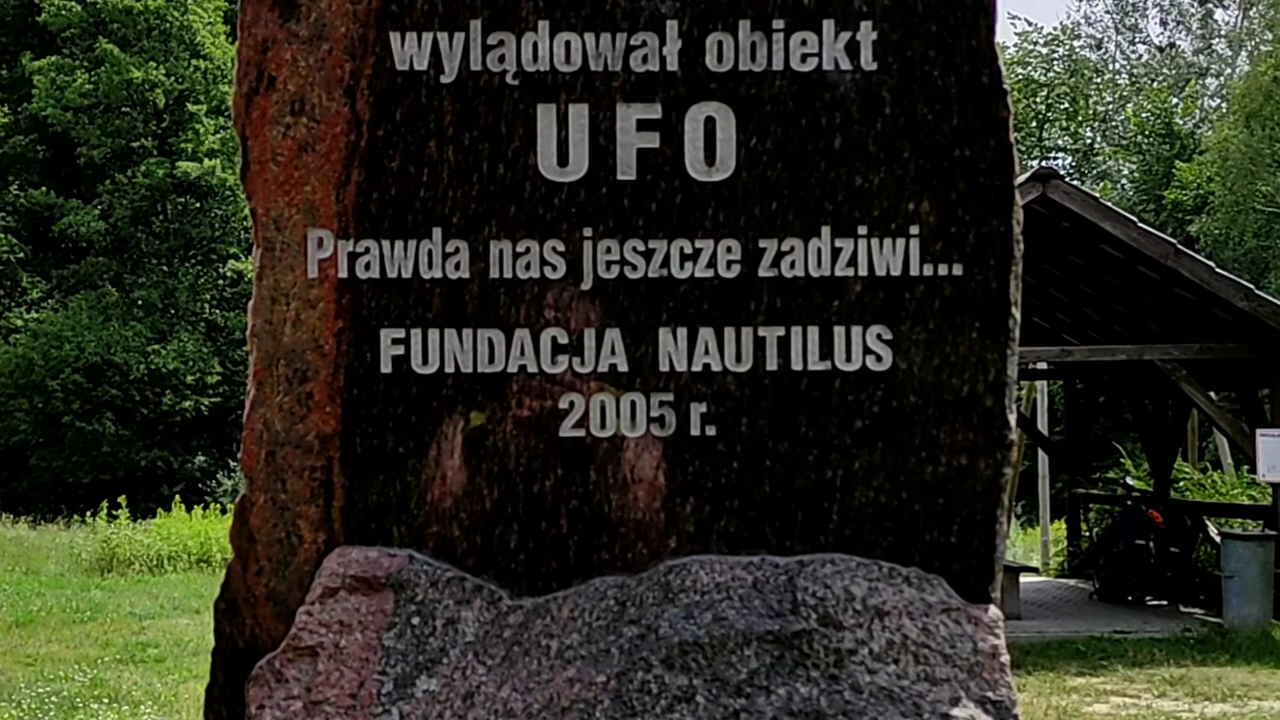 wylądował obiekt
UFO
Prawda nas jeszcze zadziwi...
FUNDACJA NAUTILUS
2005 r.